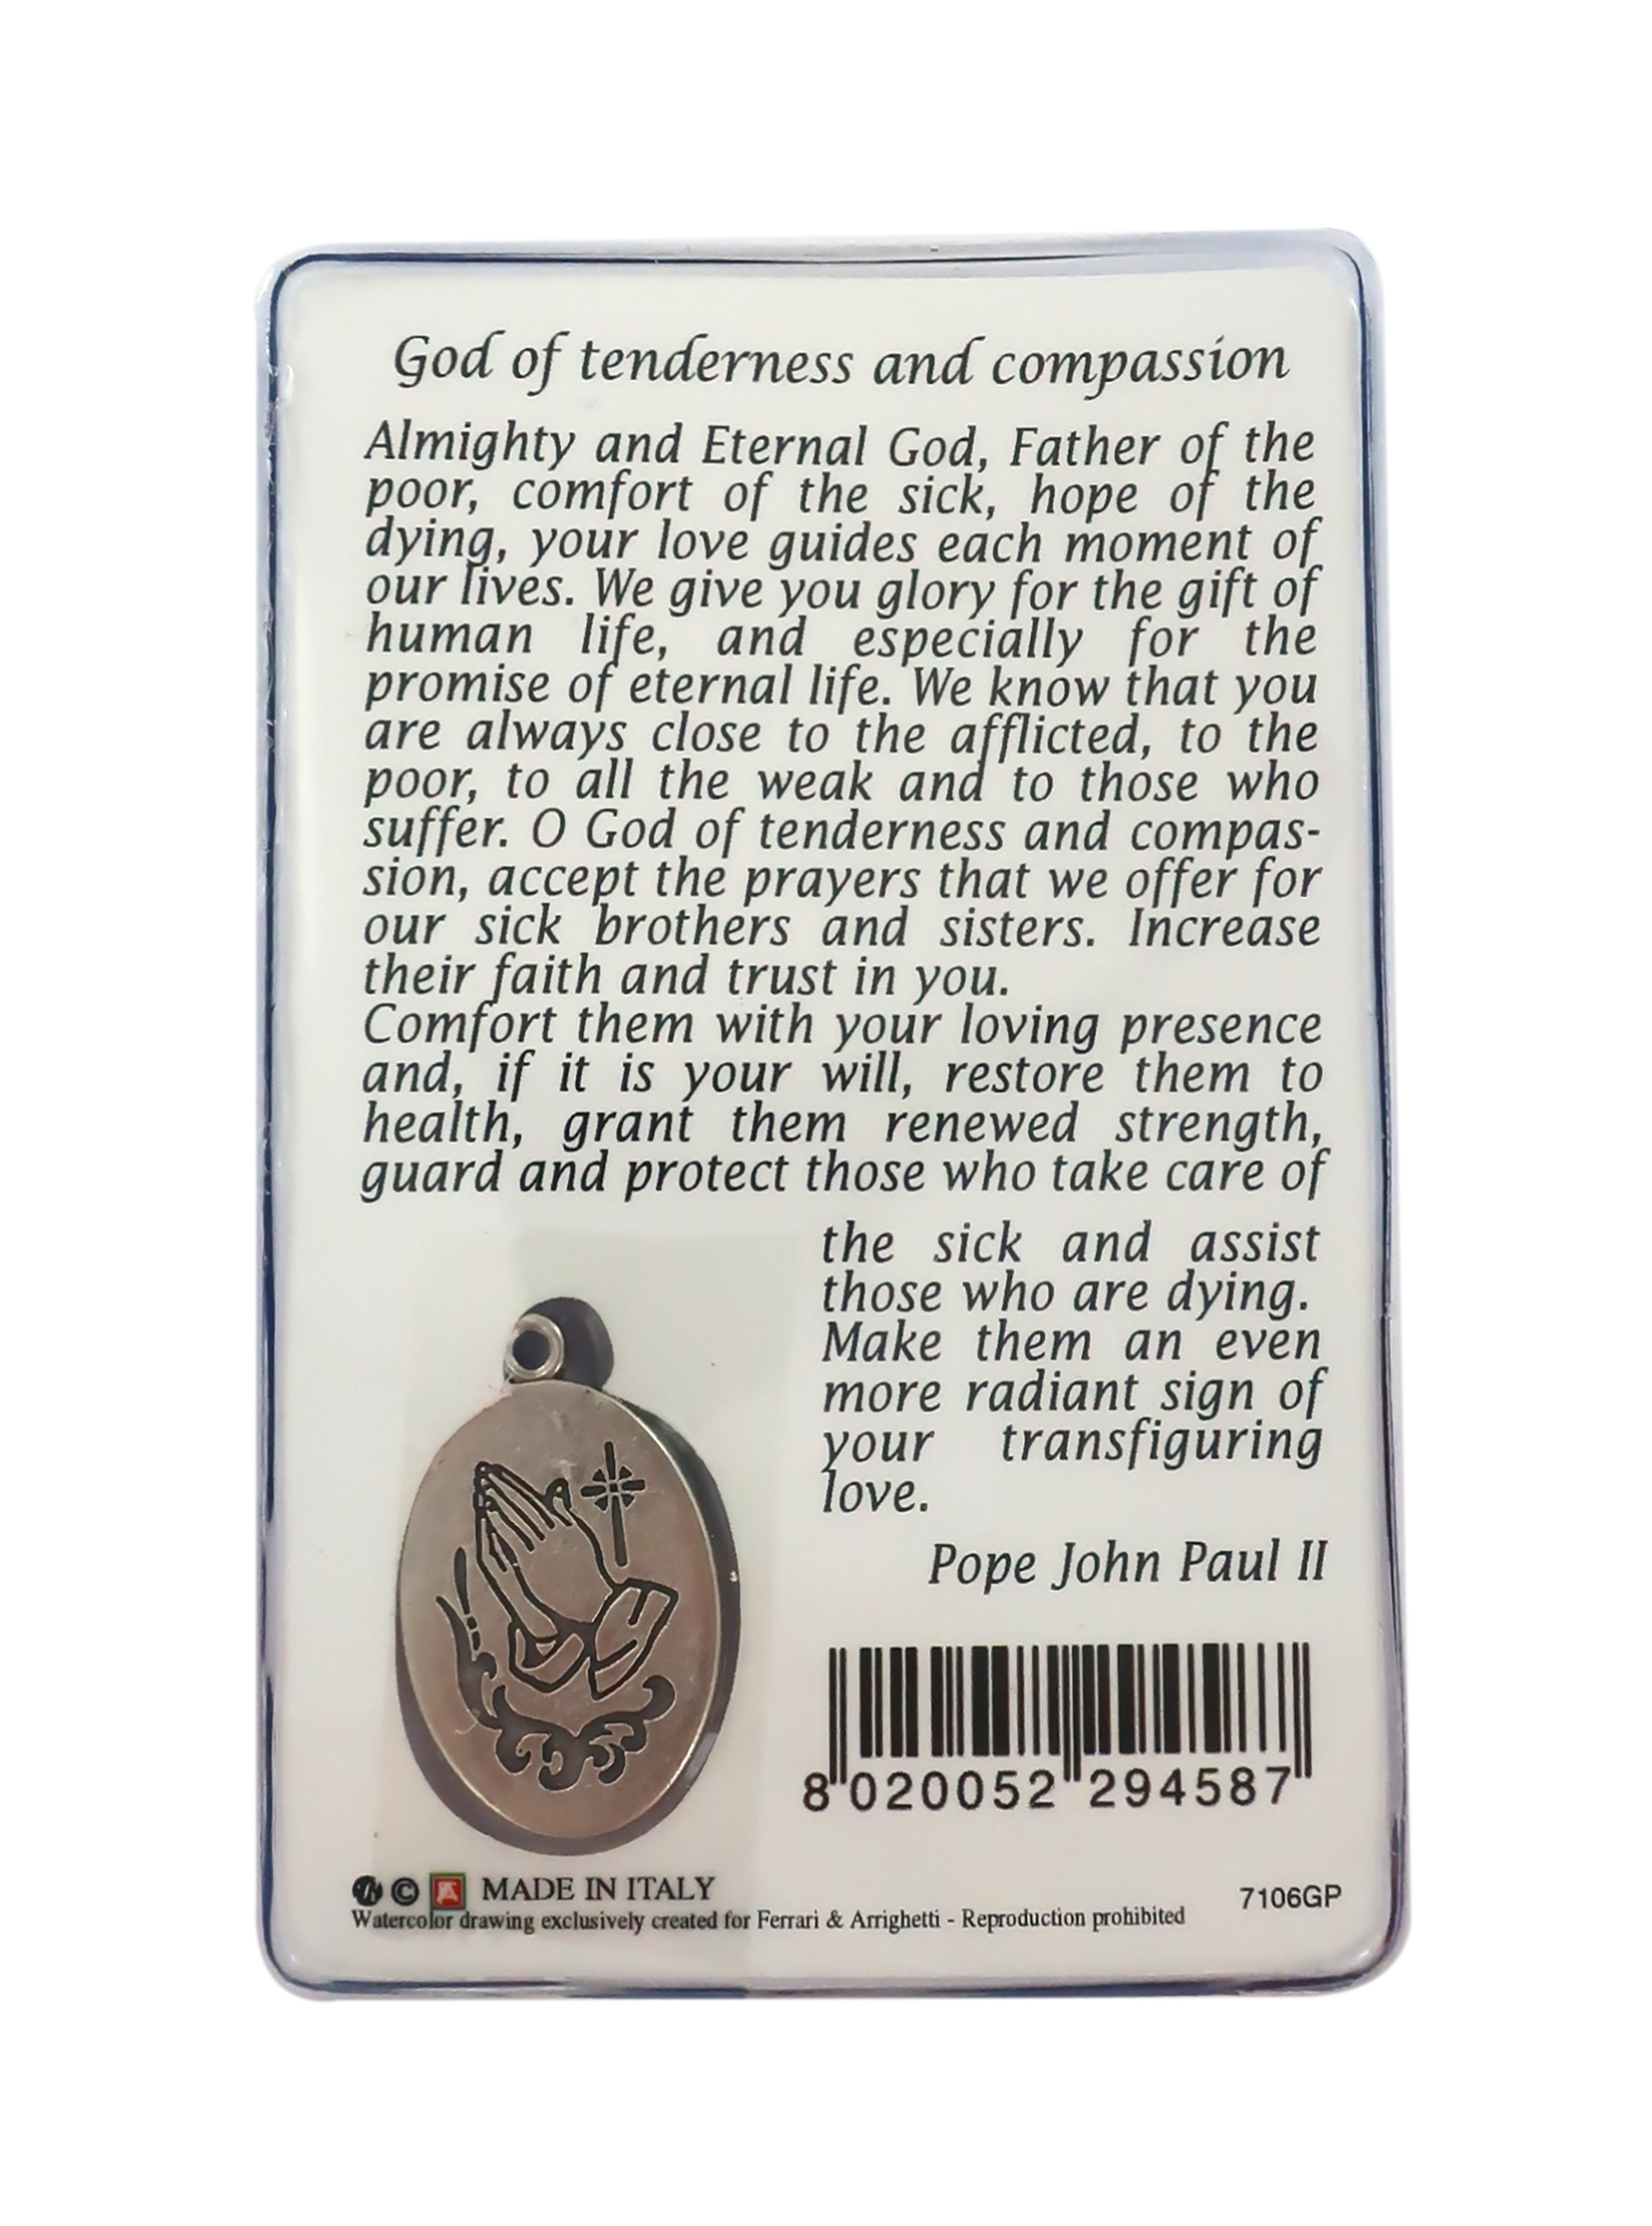 God of tenderness and compassion
Almighty and Eternal God, Father of the
poor, comfort of the sick, hope of the
dying, your love guides each moment of
our lives. We give you glory for the gift of
human life, and especially for the
promise of eternal life. We know that you
are always close to the afflicted, to the
poor, to all the weak and to those who
suffer. O God of tenderness and compas-
sion, accept the prayers that we offer for
our sick brothers and sisters. Increase
their faith and trust in you.
Comfort them with your loving presence
and, if it is your will, restore them to
health, grant them renewed strength,
guard and protect those who take care of
the sick and assist
those who are dying.
Make them an even
more radiant sign of
your transfiguring
love.
Pope John Paul II
8 020052 294587
© MADE IN ITALY
7106GP
Watercolor drawing exclusively created for Ferrari & Arrighetti - Reproduction prohibited